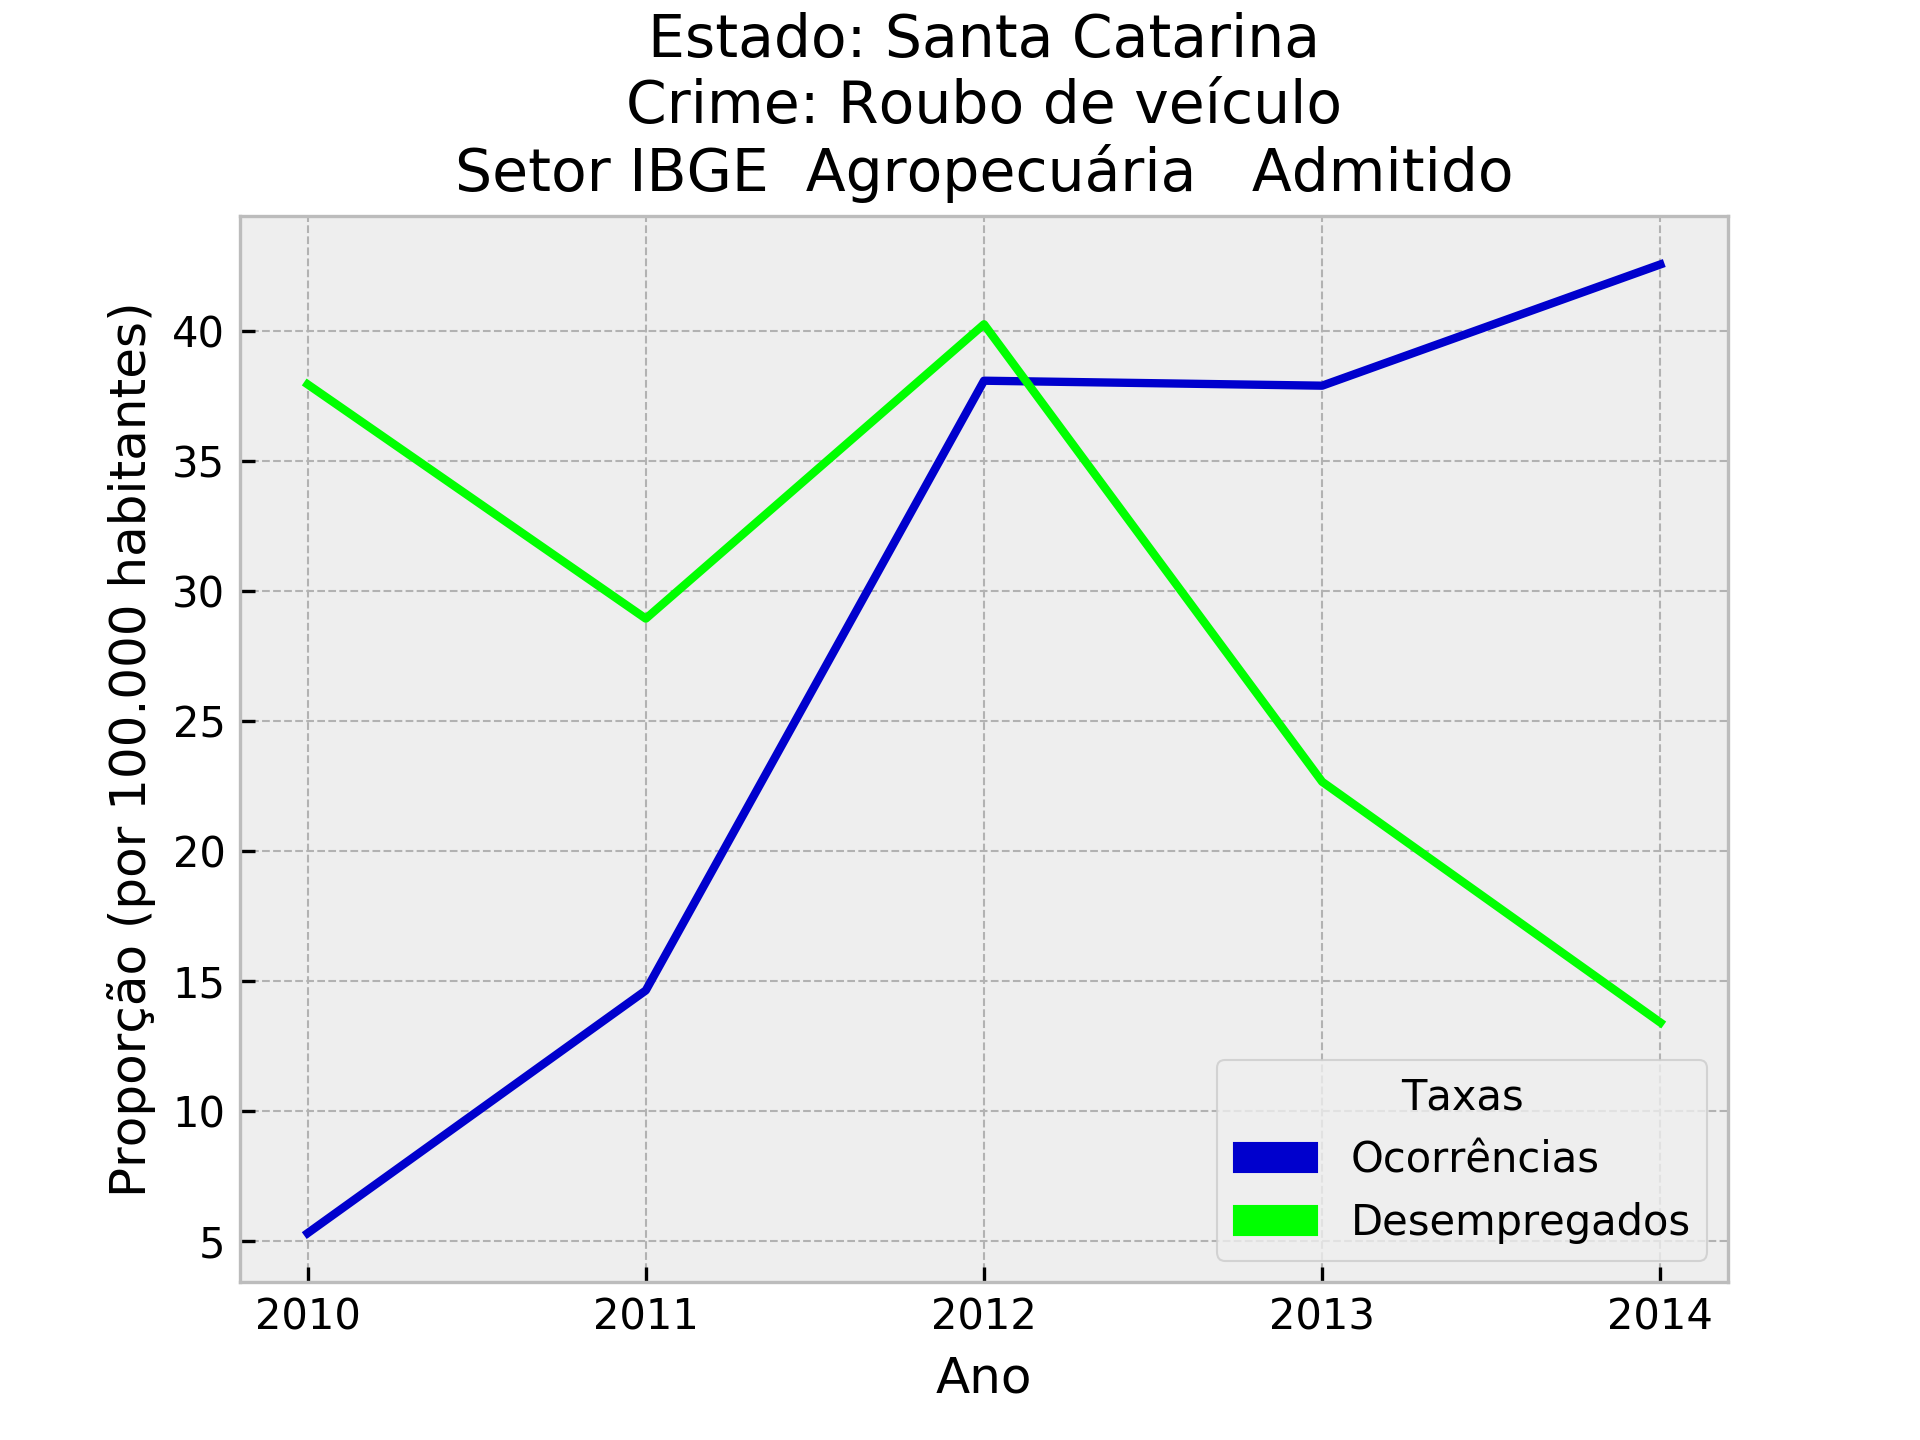 Estado: Santa Catarina
Crime: Roubo de veículo
Setor IBGE  Agropecuária   Admitido
Proporção (por 100.000 habitantes)
40
35
30
25
20
15
10
5
Taxas
Ocorrências
Desempregados
2010 2011 2012 2013 2014
Ano